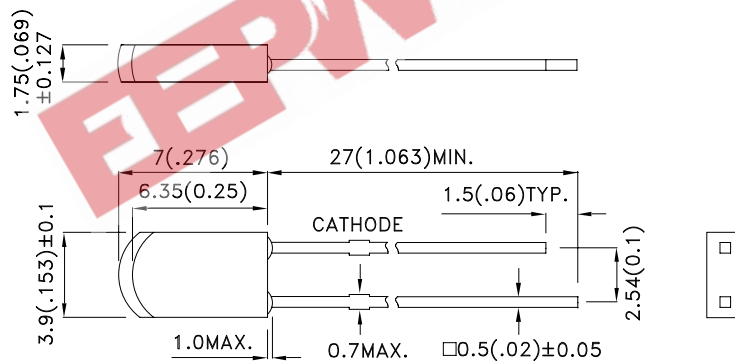 1.75(.069)
±0.127
EEPW
7(.276)
27(1.063)MIN.
6.35(0.25)
1.5(.06)TYP.
CATHODE
3.9(.153)±0.1
2.54(0.1)
1.0MAX.
0.7MAX.
□0.5(.02)±0.05